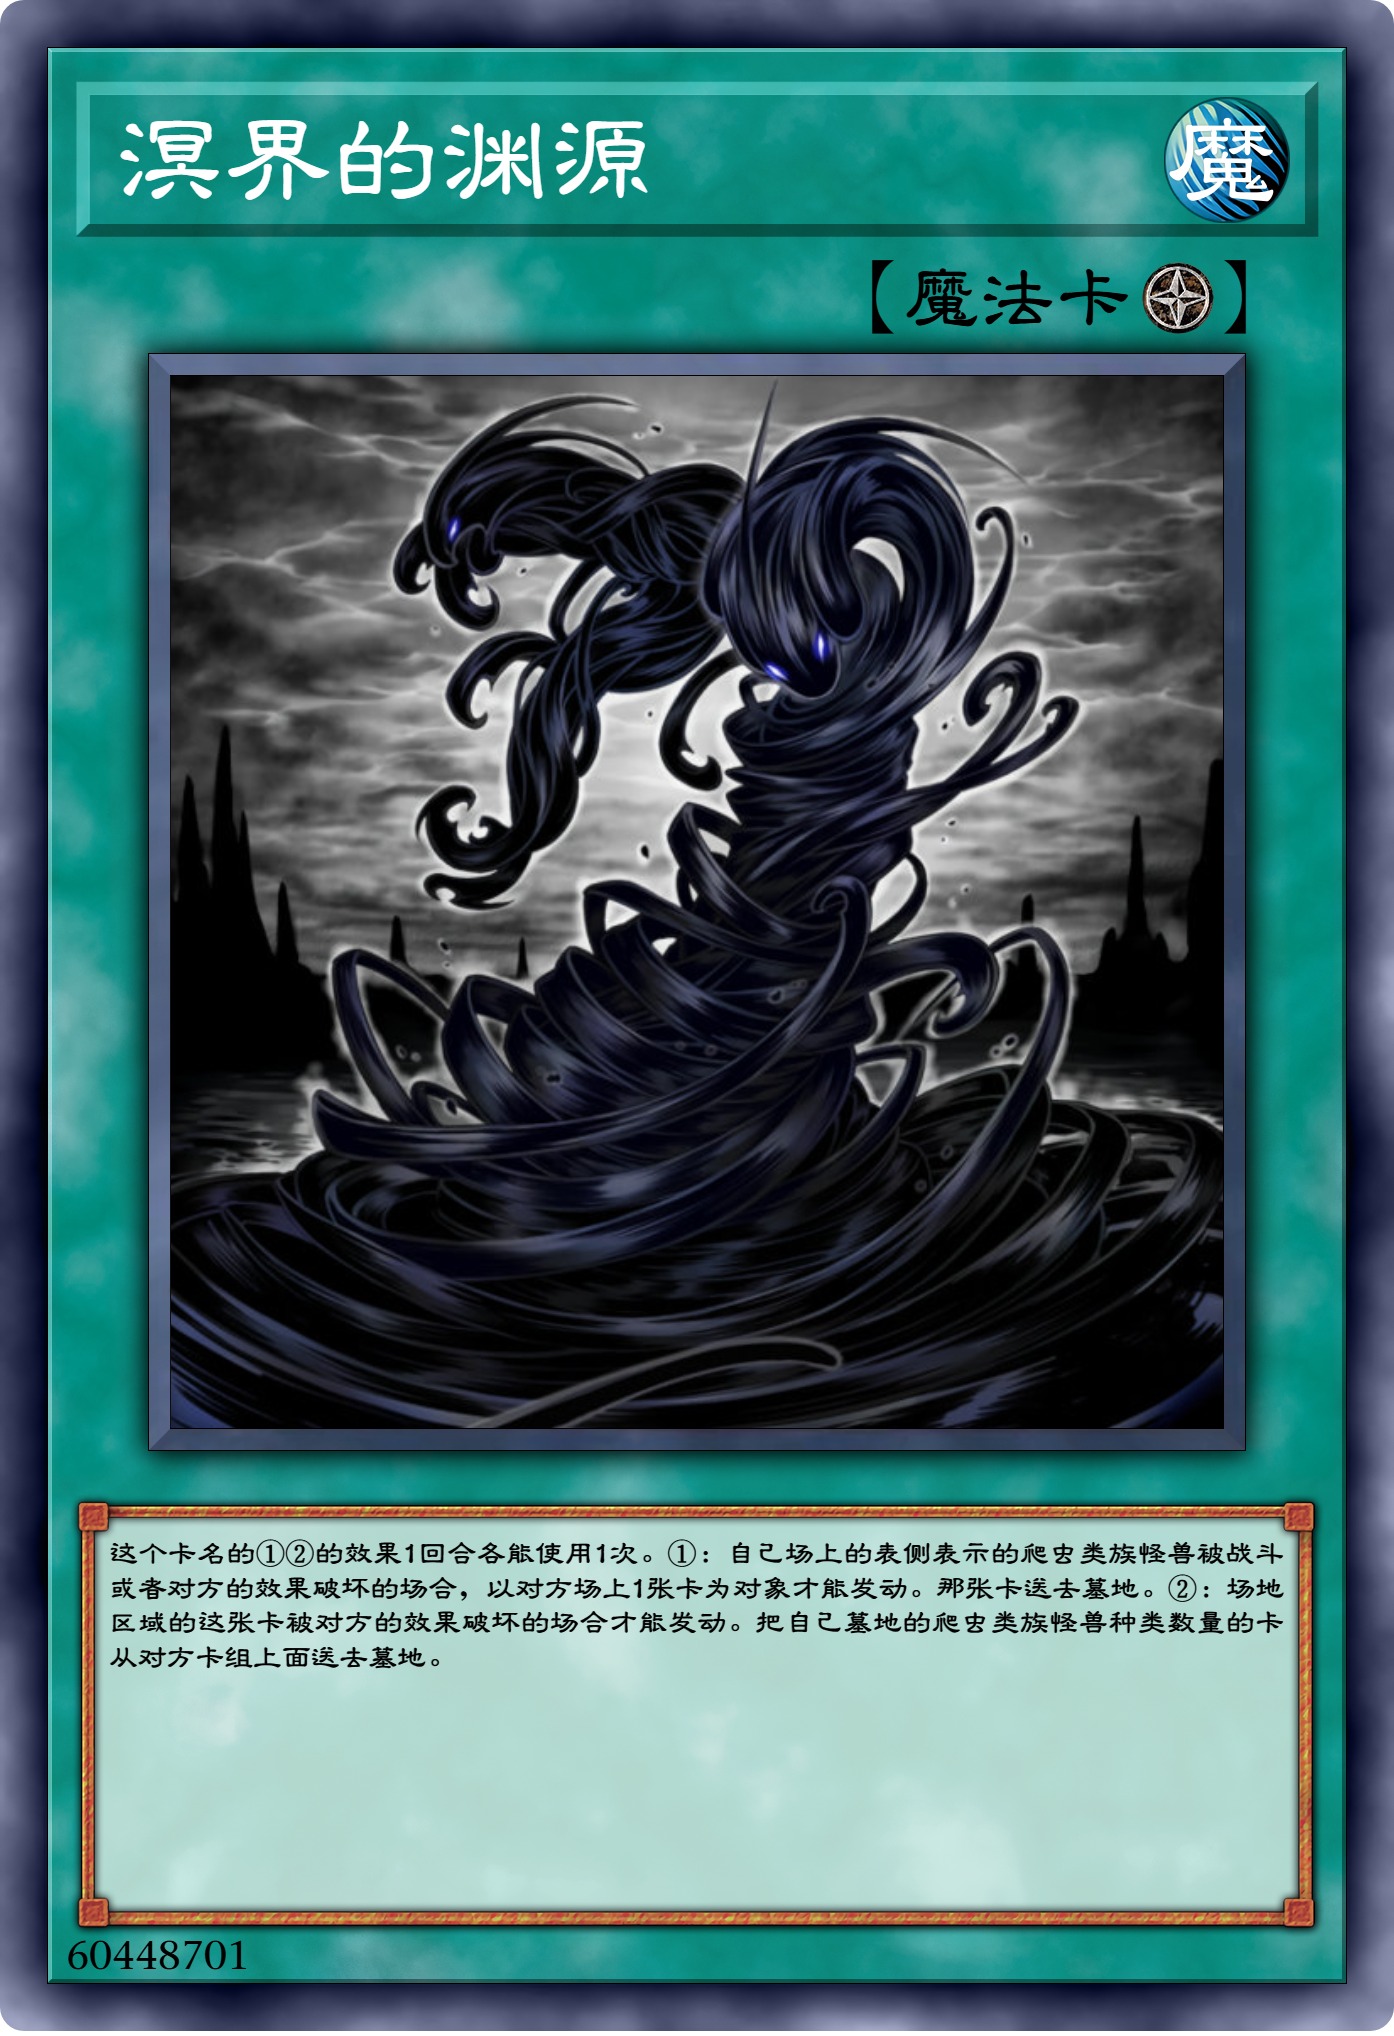 溟界的渊源
魔
【魔法卡】
这个卡名的①②的效果1回合各能使用1次。①：自己场上的表侧表示的爬虫类族怪兽被战斗
或者对方的效果破坏的场合，以对方场上1张卡为对象才能发动。那张卡送去墓地。②：场地
区域的这张卡被对方的效果破坏的场合才能发动。把自己墓地的爬虫类族怪兽种类数量的卡
从对方卡组上面送去墓地。
60448701